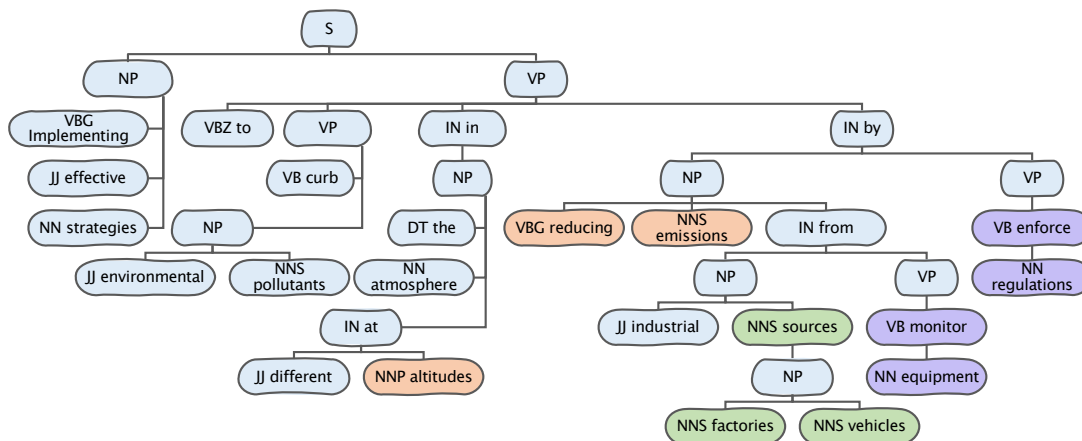 S
NP
VP
VBG
Implementing
VBZ to
VP
IN in
IN by
JJ effective
VB curb
NP
NP
VP
NN strategies
NP
DT the
VBG reducing
NNS
emissions
IN from
VB enforce
JJ environmental
NNS
pollutants
NN
atmosphere
NP
VP
NN
regulations
IN at
JJ industrial
NNS sources
VB monitor
JJ different
NNP altitudes
NP
NN equipment
NNS factories
NNS vehicles